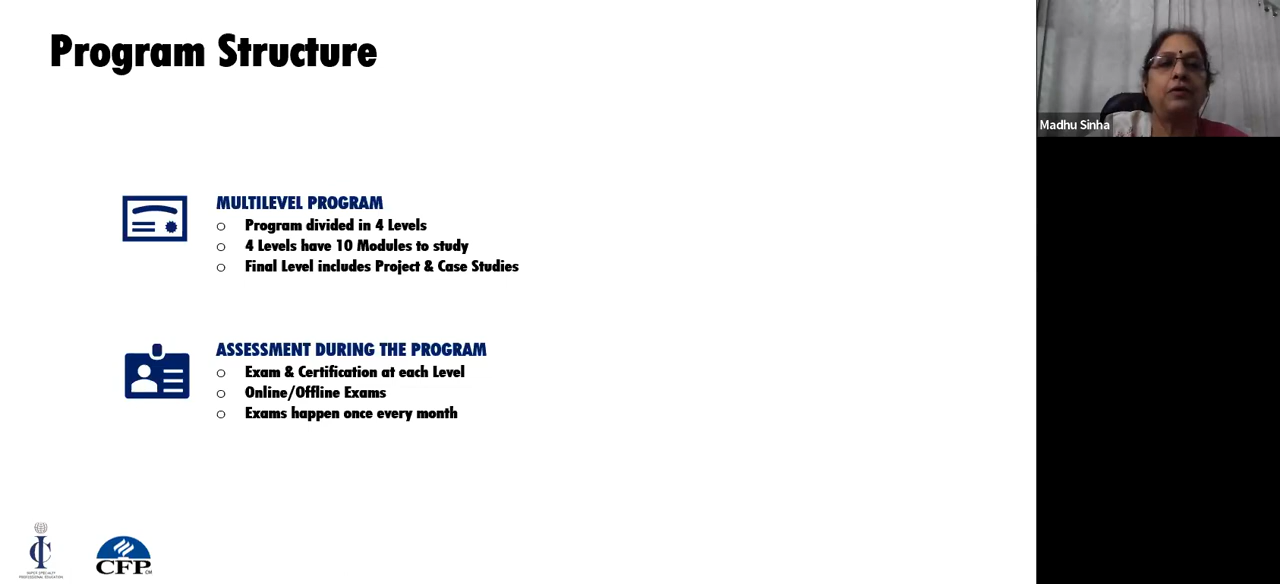 Program Structure
Madhu Sinha
MULTILEVEL PROGRAM
Program divided in 4 Levels
4 Levels have 10 Modules to study
Final Level includes Project & Case Studies
ASSESSMENT DURING THE PROGRAM
Exam & Certification at each Level
Online/Offline Exams
Exams happen once every month
CFP